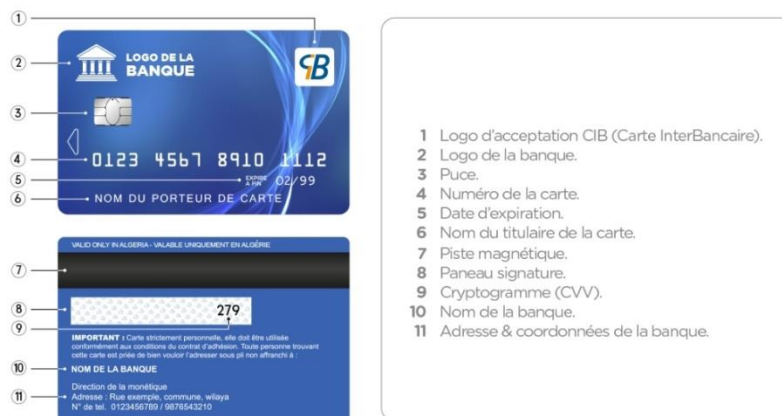 1
2
LOGO DE LA
BANQUE
CIB
3
4
0123 4567 8910 1112
5
EXPIRE
À FIN
02/99
6
NOM DU PORTEUR DE CARTE
VALID ONLY IN ALGERIA - VALABLE UNIQUEMENT EN ALGÉRIE
7
8
279
9
IMPORTANT : Carte strictement personnelle, elle doit être utilisée
conformément aux conditions du contrat d'adhésion. Toute personne trouvant
cette carte est priée de bien vouloir l'adresser sous pli non affranchi à :
10
NOM DE LA BANQUE
Direction de la monétique
11
Adresse : Rue exemple, commune, wilaya
N° de tel. 0123456789 / 9876543210
1 Logo d'acceptation CIB (Carte InterBancaire).
2 Logo de la banque.
3 Puce.
4 Numéro de la carte.
5 Date d'expiration.
6 Nom du titulaire de la carte.
7 Piste magnétique.
8 Paneau signature.
9 Cryptogramme (CVV).
10 Nom de la banque.
11 Adresse & coordonnées de la banque.